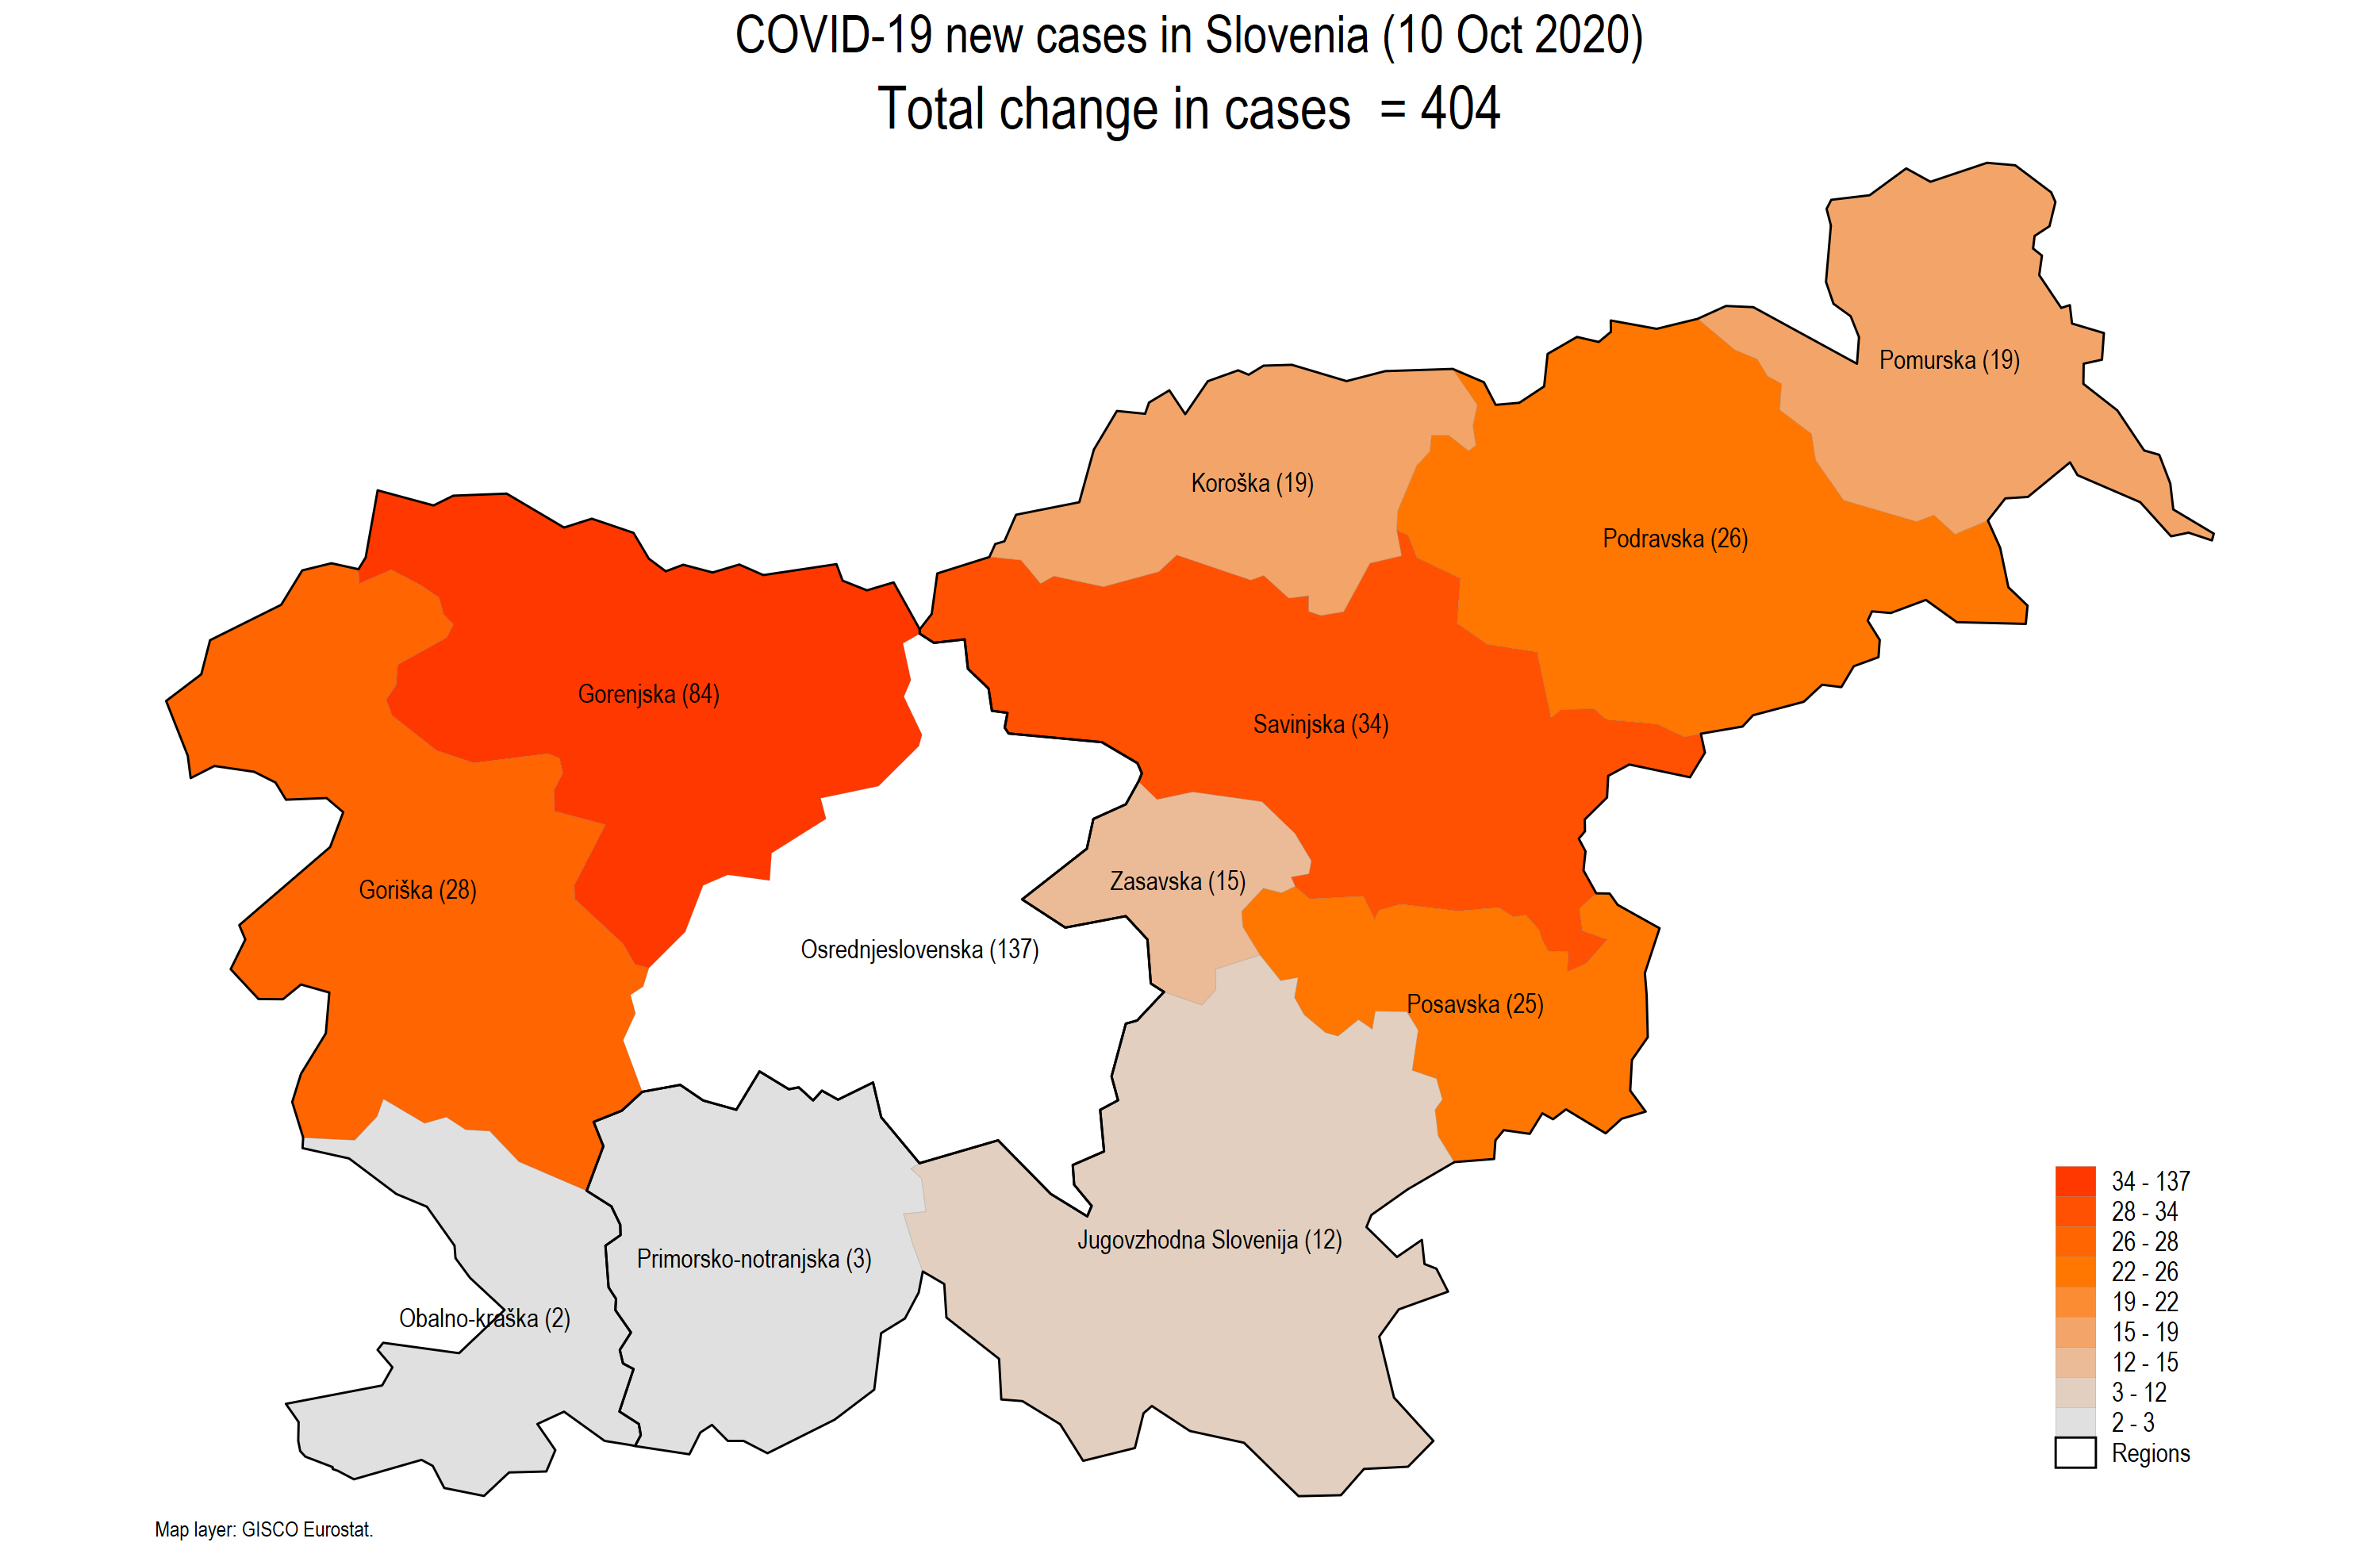 COVID-19 new cases in Slovenia (10 Oct 2020)
Total change in cases = 404
Pomurska (19)
Koroška (19)
Podravska (26)
Gorenjska (84)
Savinjska (34)
Zasavska (15)
Goriška (28)
Osrednjeslovenska (137)
Posavska (25)
Jugovzhodna Slovenija (12)
Primorsko-notranjska (3)
Obalno-kraška (2)
34 - 137
28 - 34
26 - 28
22 - 26
19 - 22
15 - 19
12 - 15
3 - 12
2 - 3
Regions
Map layer: GISCO Eurostat.